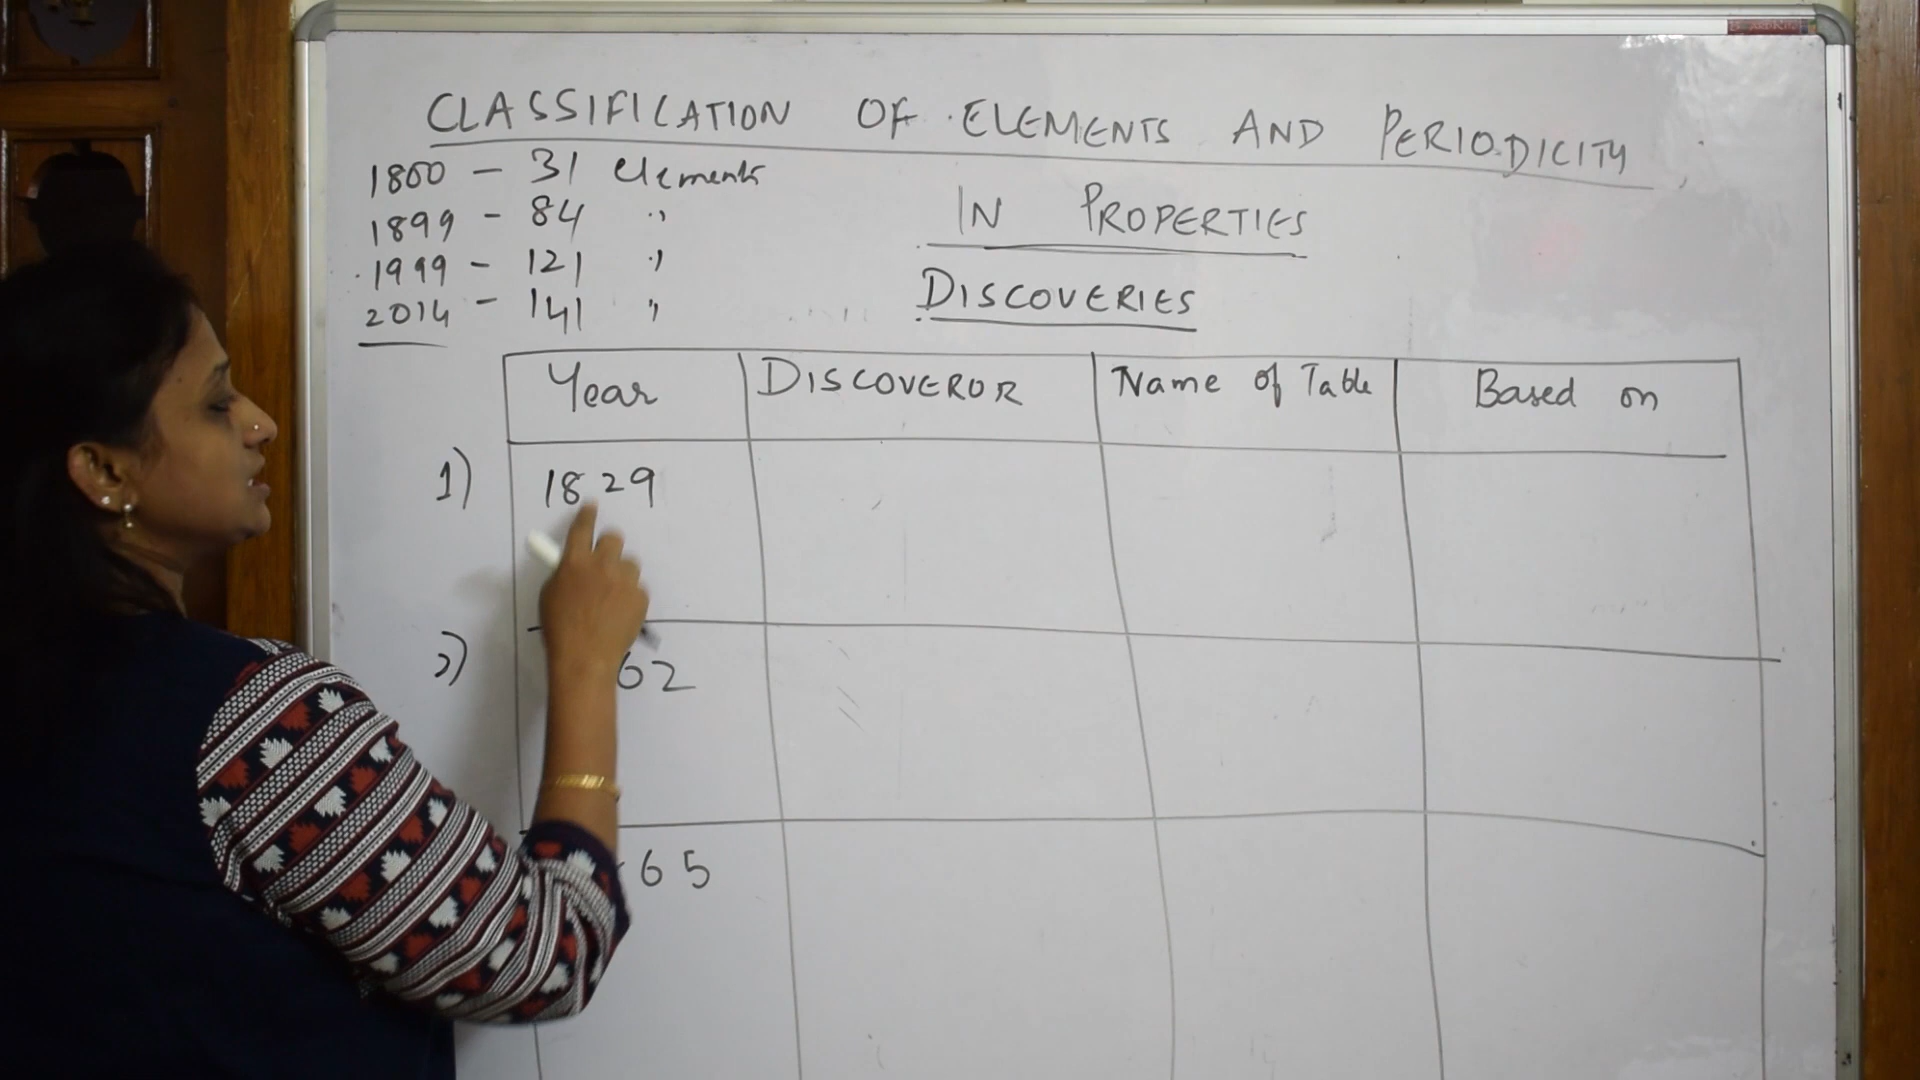 CLASSIFICATION OF ELEMENTS AND PERIODICITY
IN PROPERTIES
1800 - 31 elements
1899 - 84 "
1999 - 121 "
2014 - 141 "
DISCOVERIES
Year DISCOVEROR Name of Table Based on
1) 1829
2) 62
65